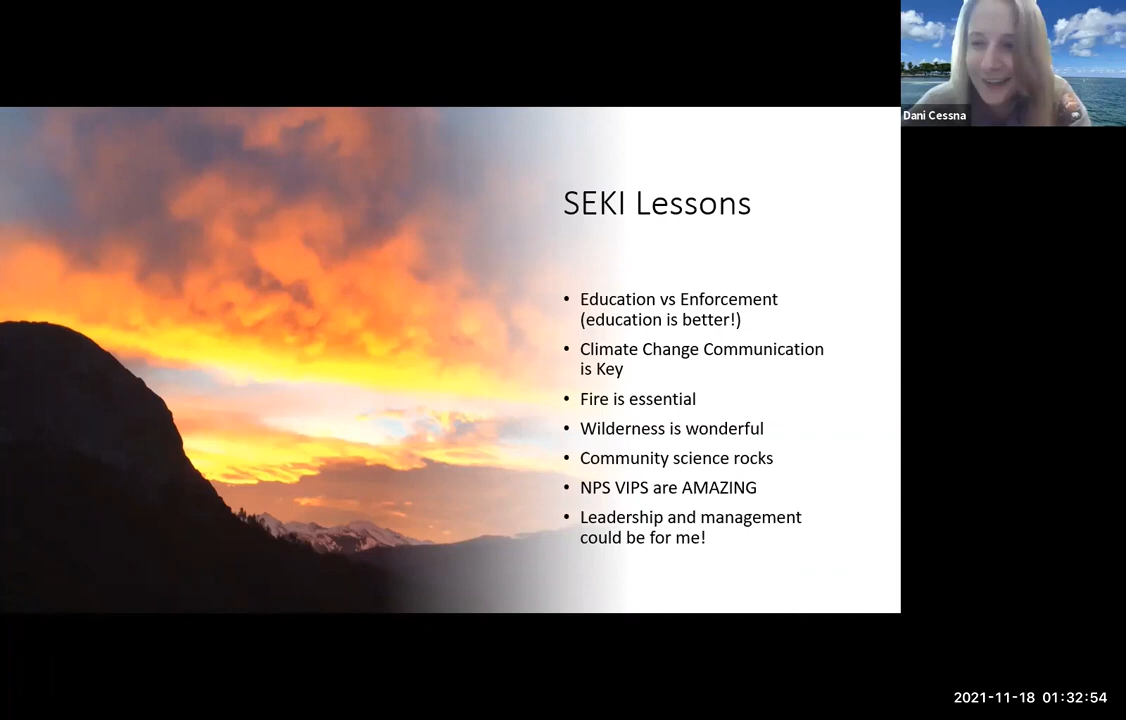 Dani Cessna
SEKI Lessons
• Education vs Enforcement
(education is better!)
• Climate Change Communication
is Key
• Fire is essential
• Wilderness is wonderful
• Community science rocks
• NPS VIPS are AMAZING
• Leadership and management
could be for me!
2021-11-18 01:32:54